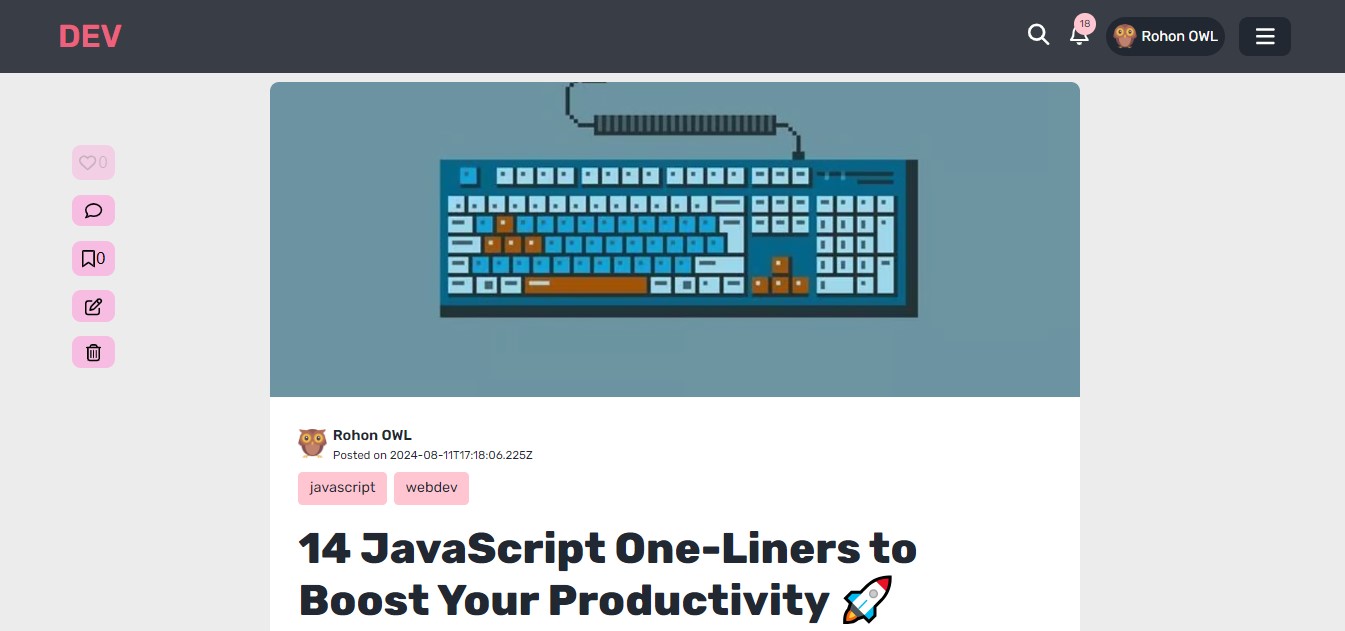 DEV
18
Rohon OWL
0
0
Rohon OWL
Posted on 2024-08-11T17:18:06.225Z
javascript webdev
14 JavaScript One-Liners to
Boost Your Productivity 🚀